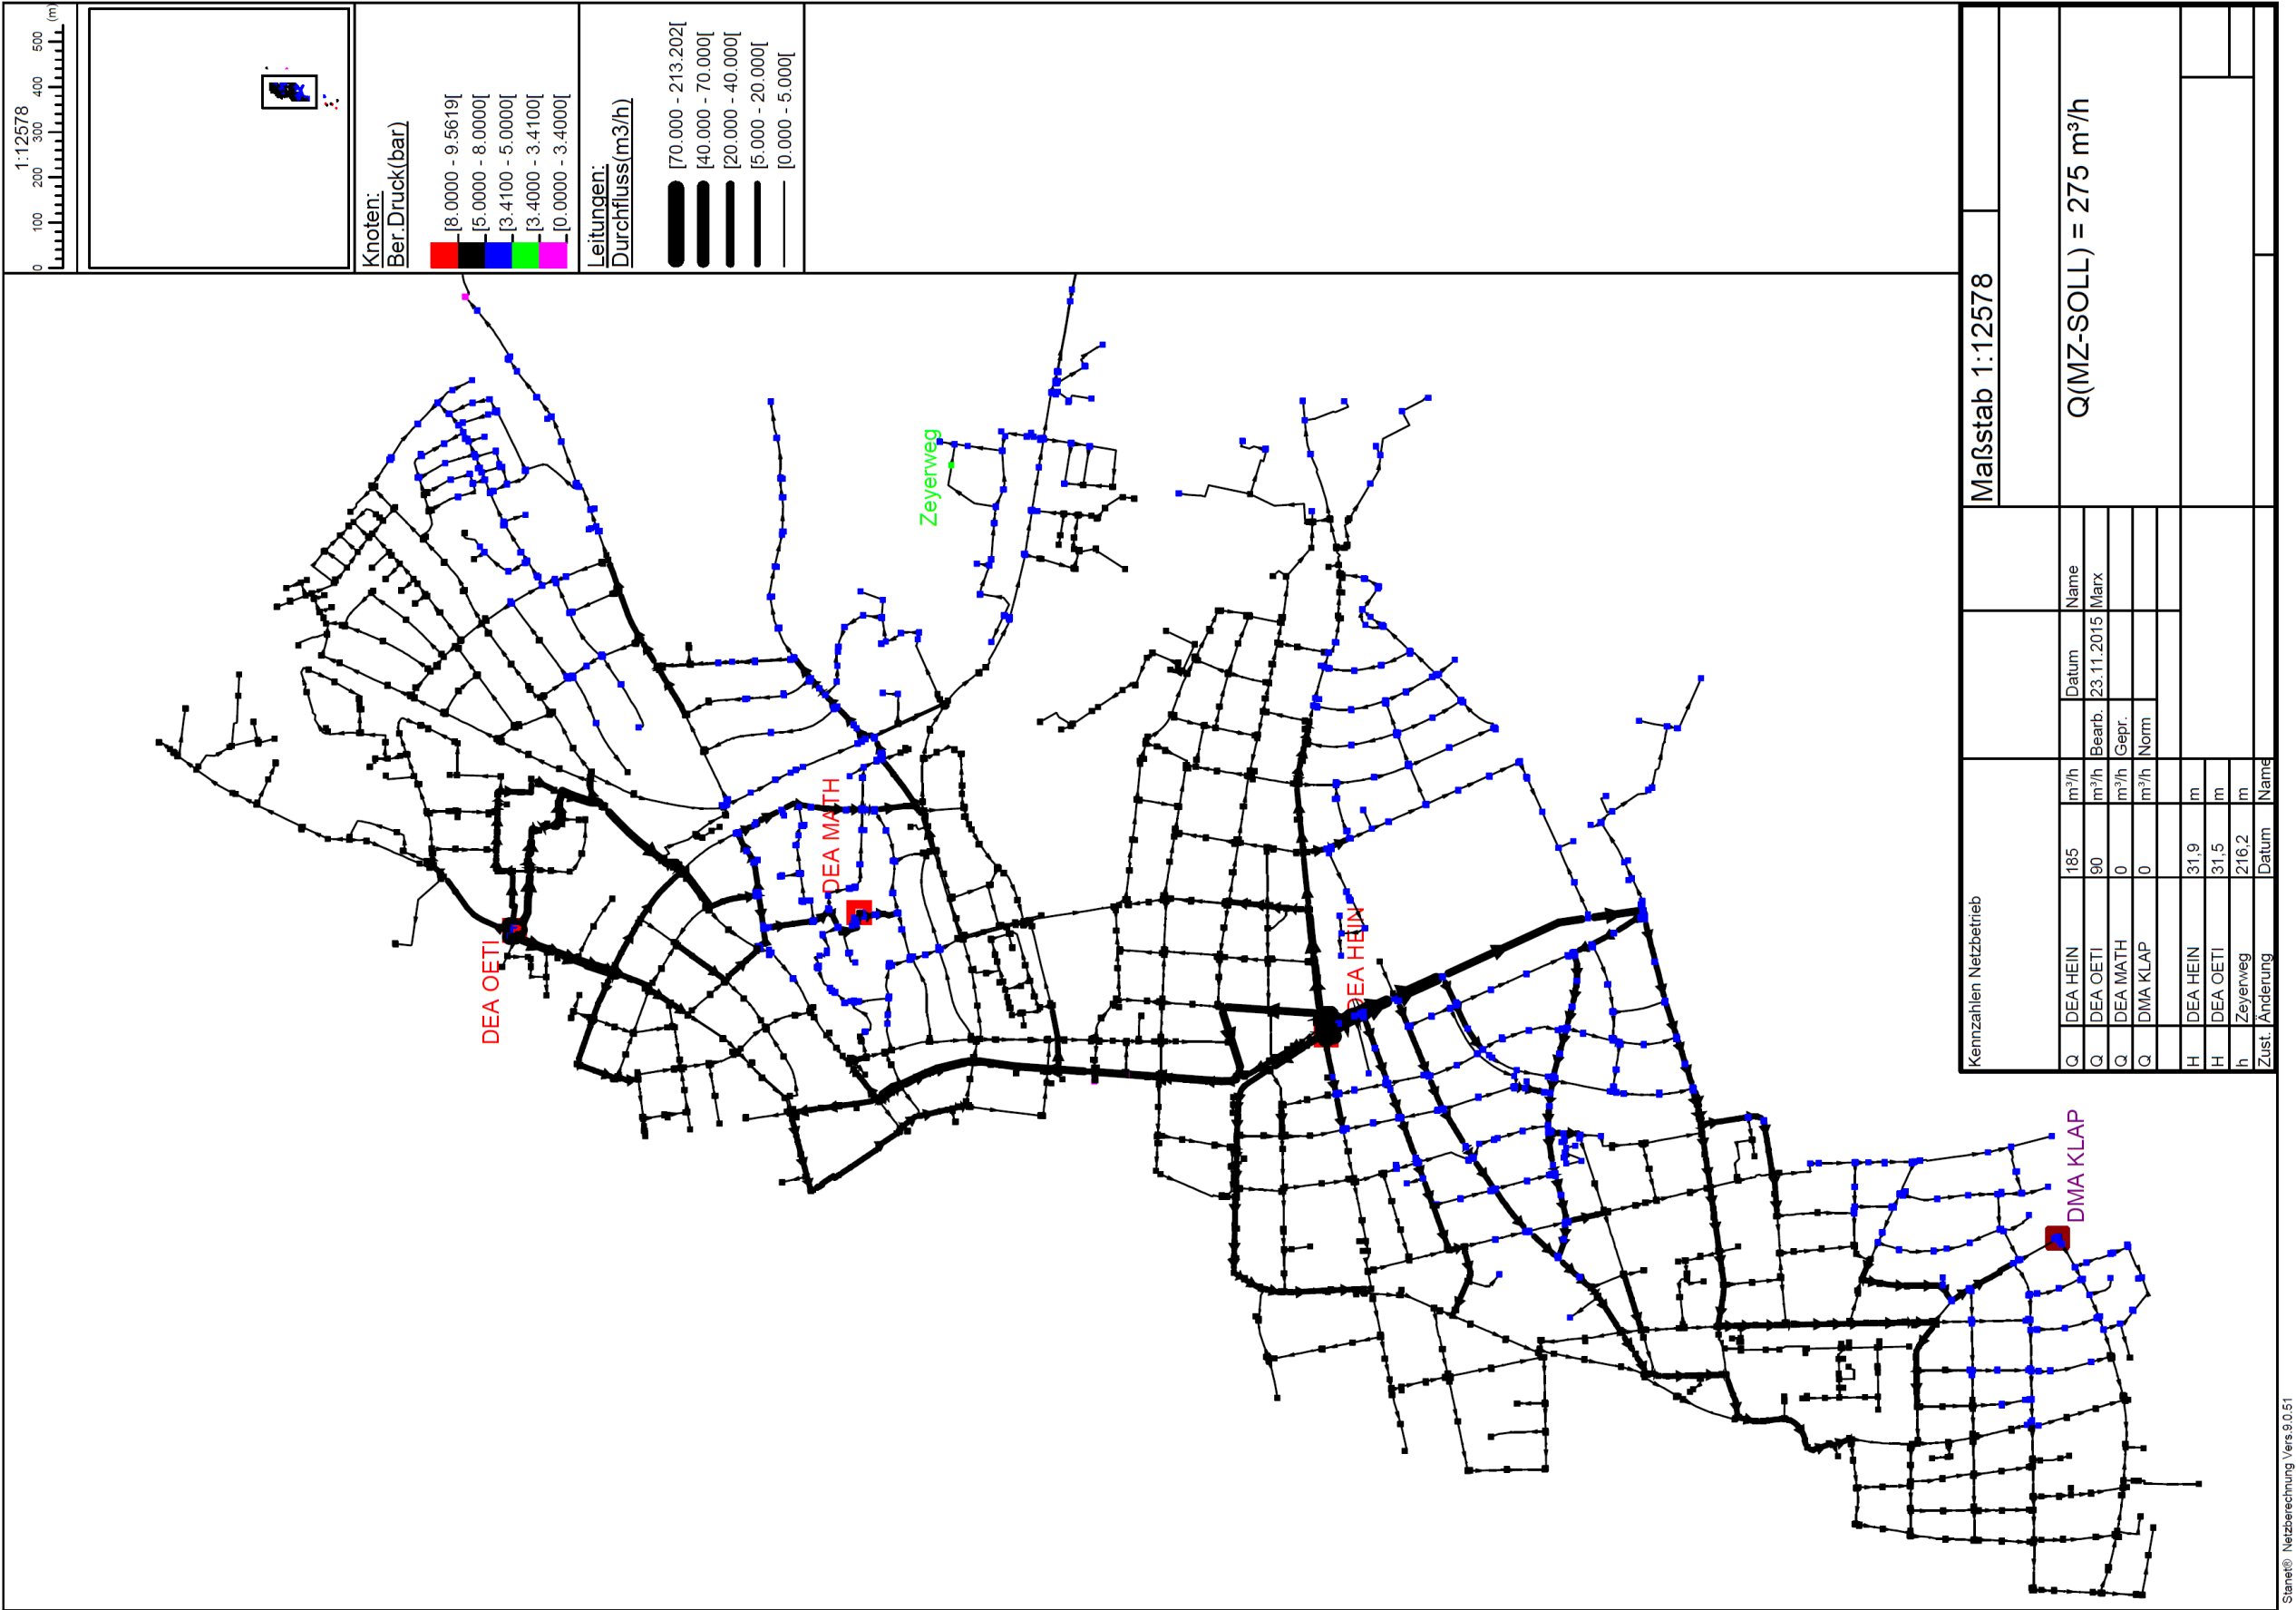 1:12578
0 100 200 300 400 500 (m)
Knoten:
Ber.Druck(bar)
[8.0000 - 9.5619[
[5.0000 - 8.0000[
[3.4100 - 5.0000[
[3.4000 - 3.4100[
[0.0000 - 3.4000[
Leitungen:
Durchfluss(m3/h)
[70.000 - 213.202[
[40.000 - 70.000[
[20.000 - 40.000[
[5.000 - 20.000[
[0.000 - 5.000[
DEA OETI
DEA MATH
Zeyerweg
DEA HEIN
DMA KLAP
Kennzahlen Netzbetrieb
Maßstab 1:12578
Q DEA HEIN 185 m³/h Datum Name
Q DEA OETI 90 m³/h Bearb. 23.11.2015 Marx
Q DEA MATH 0 m³/h Gepr.
Q DMA KLAP 0 m³/h Norm
Q(MZ-SOLL) = 275 m³/h
H DEA HEIN 31,9 m
H DEA OETI 31,5 m
h Zeyerweg 216,2 m
Zust. Änderung Datum Name
Stanet® Netzberechnung Vers.9.0.51